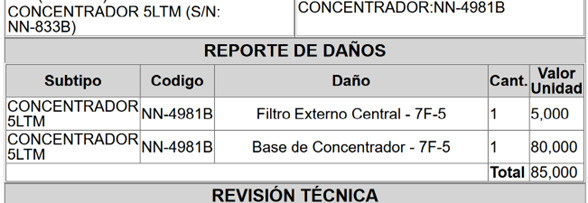 CONCENTRADOR 5LTM (S/N:
NN-833B)
CONCENTRADOR:NN-4981B
REPORTE DE DAÑOS
Subtipo Codigo Daño Cant. Valor Unidad
CONCENTRADOR 5LTM NN-4981B Filtro Externo Central - 7F-5 1 5,000
CONCENTRADOR 5LTM NN-4981B Base de Concentrador - 7F-5 1 80,000
Total 85,000
REVISIÓN TÉCNICA